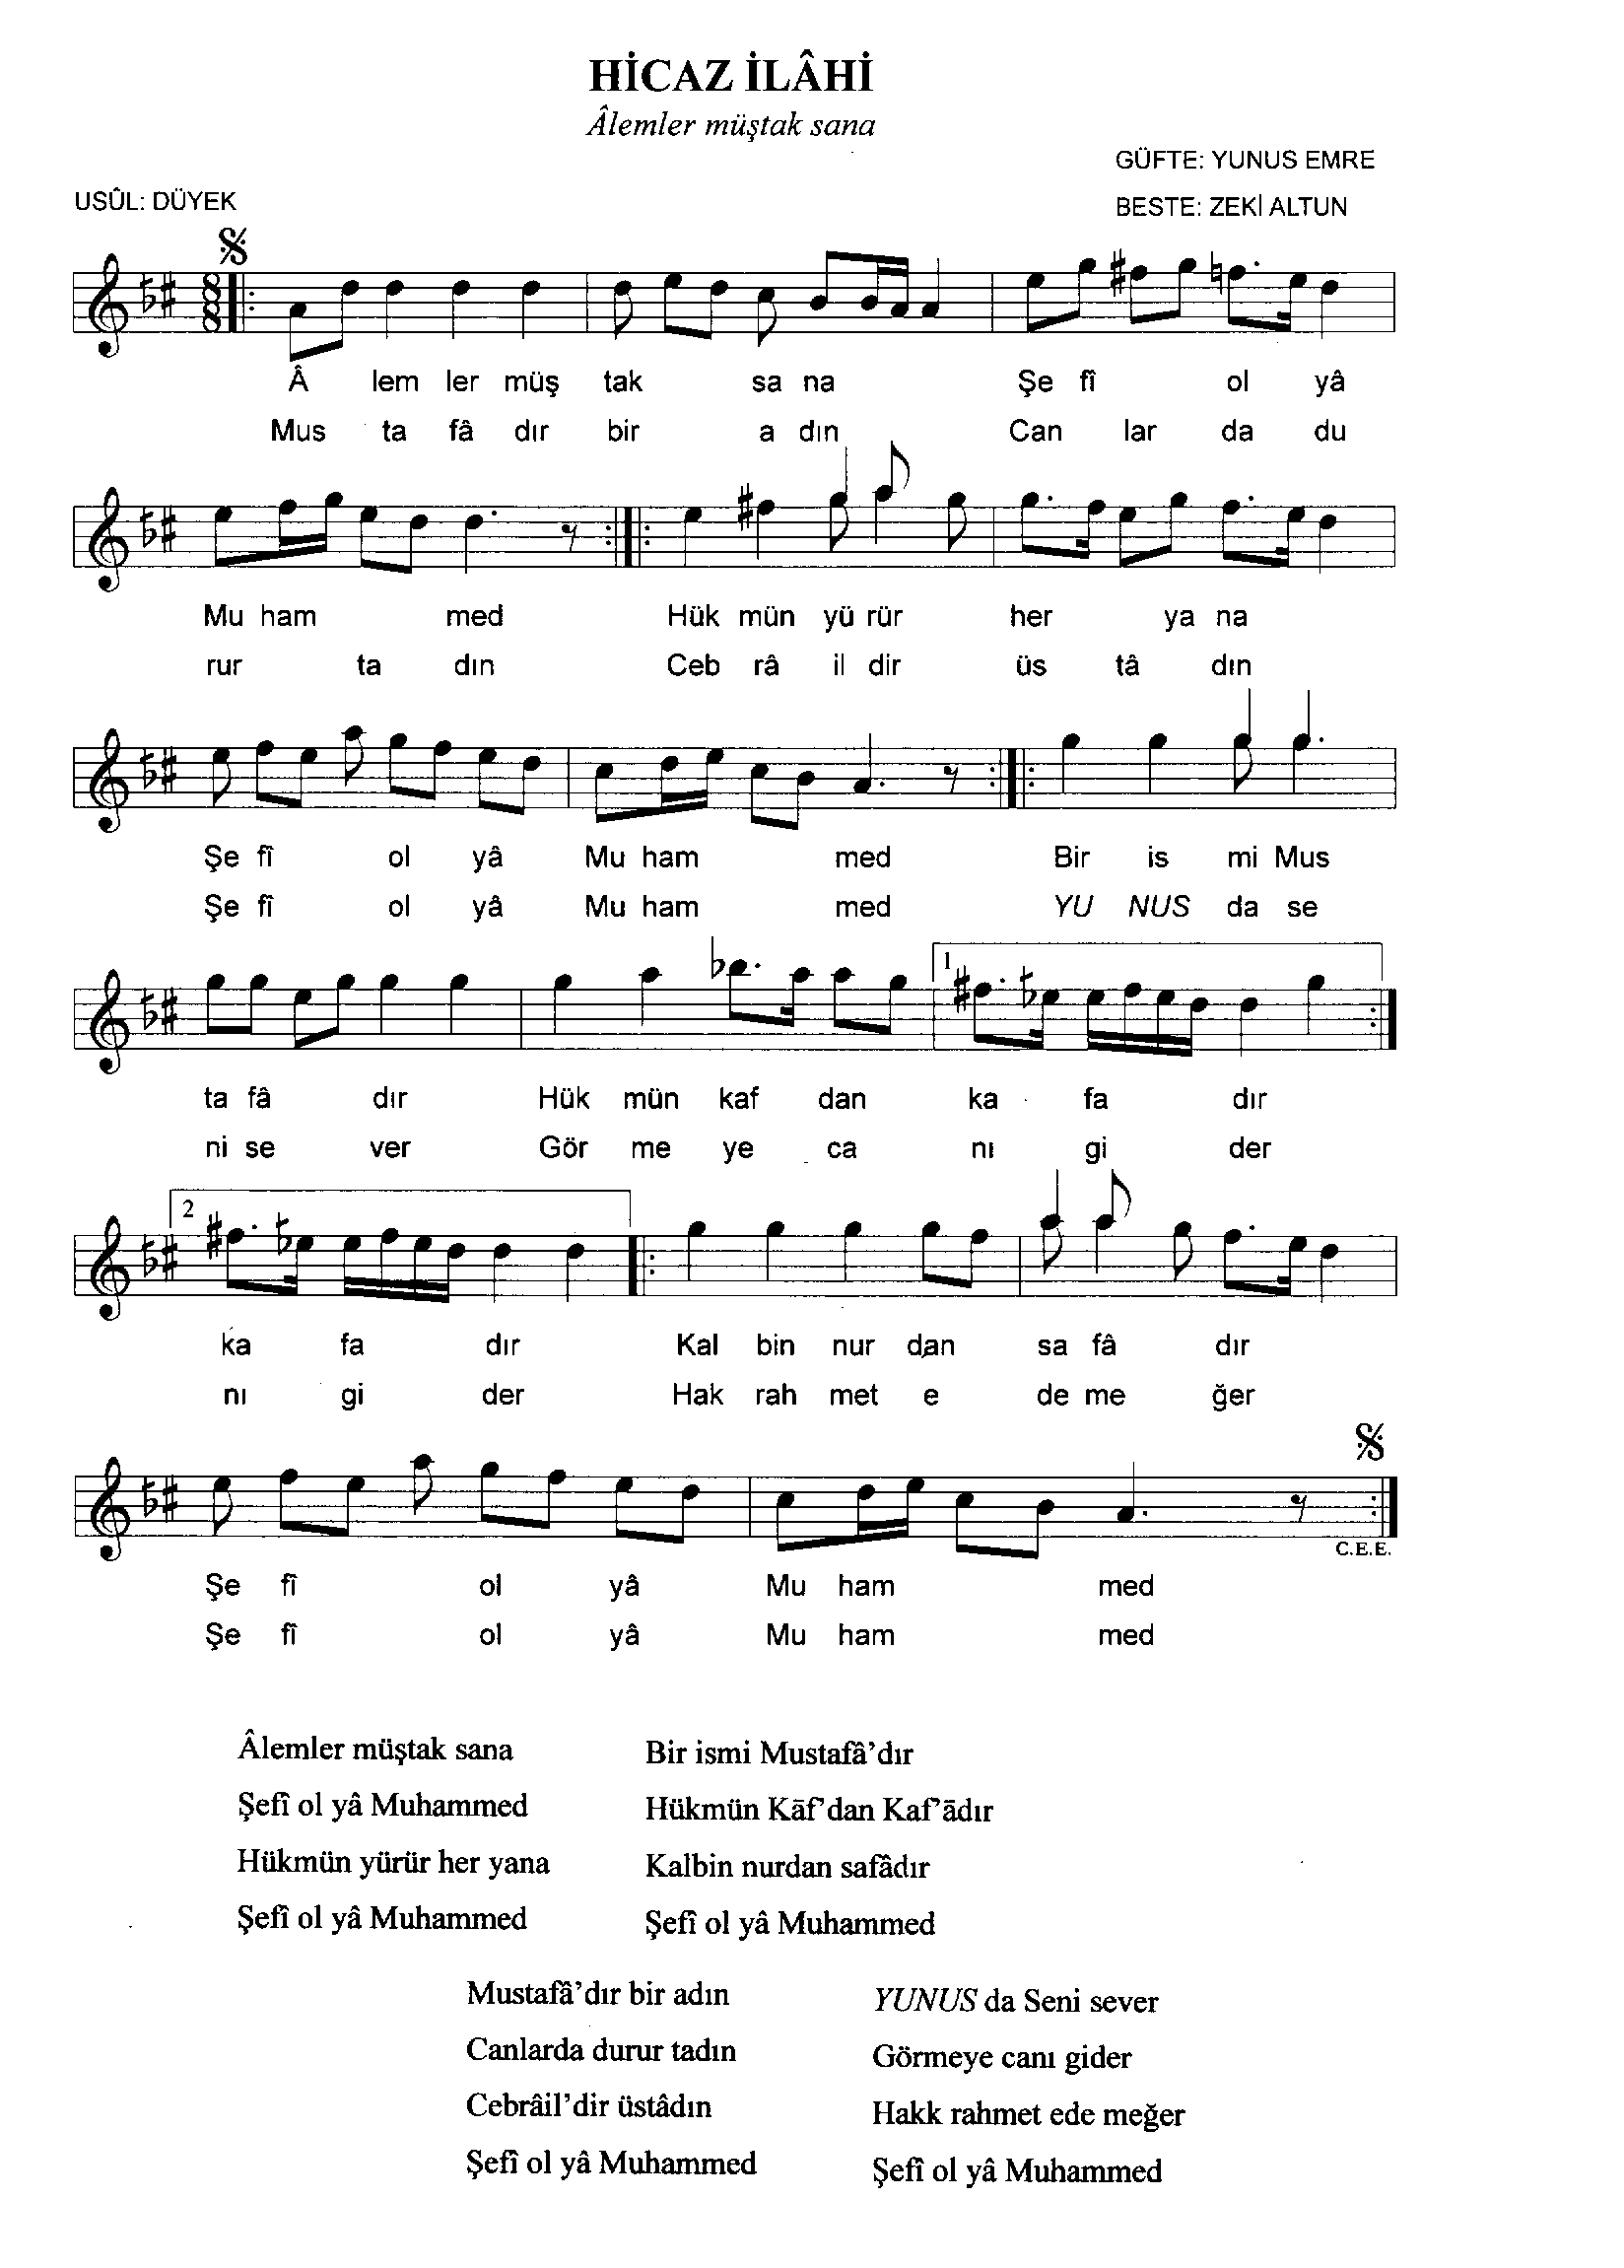 HİCAZ İLÂHİ
Âlemler müştak sana
GÜFTE: YUNUS EMRE
USÛL: DÜYEK
BESTE: ZEKİ ALTUN
8
8
Â lem ler müş tak sa na Şe fî ol yâ
Mus ta fâ dır bir a dın Can lar da du
Mu ham med Hük mün yü rür her ya na
rur ta dın Ceb râ il dir üs tâ dın
Şe fî ol yâ Mu ham med Bir is mi Mus
Şe fî ol yâ Mu ham med YU NUS da se
1
ta fâ dır Hük mün kaf dan ka fa dır
ni se ver Gör me ye ca nı gi der
2
ka fa dır Kal bin nur dan sa fâ dır
nı gi der Hak rah met e de me ğer
C.E.E.
Şe fî ol yâ Mu ham med
Şe fî ol yâ Mu ham med
Âlemler müştak sana
Şefî ol yâ Muhammed
Hükmün yürür her yana
Şefî ol yâ Muhammed
Bir ismi Mustafâ’dır
Hükmün Kāf’dan Kaf’ādır
Kalbin nurdan safâdır
Şefî ol yâ Muhammed
Mustafâ’dır bir adın
Canlarda durur tadın
Cebrâil’dir üstâdın
Şefî ol yâ Muhammed
YUNUS da Seni sever
Görmeye canı gider
Hakk rahmet ede meğer
Şefî ol yâ Muhammed